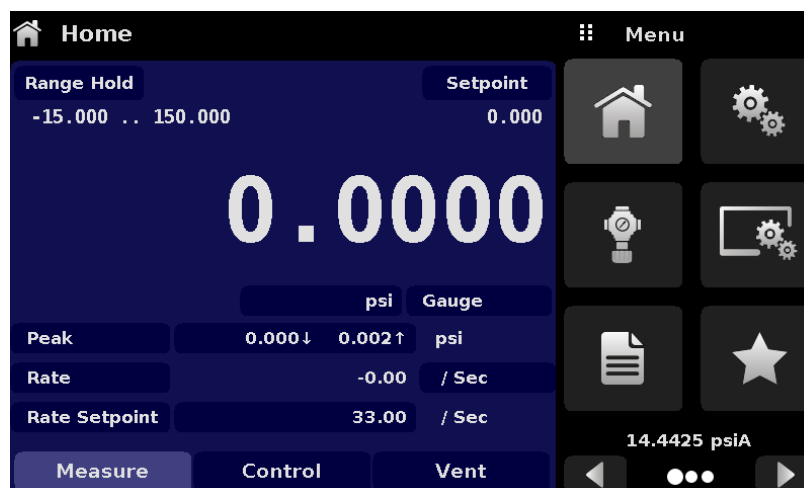 Home
Menu
Range Hold
Setpoint
-15.000 .. 150.000
0.000
0.0000
psi
Gauge
Peak 0.000↓ 0.002↑ psi
Rate -0.00 / Sec
Rate Setpoint 33.00 / Sec
14.4425 psiA
Measure Control Vent